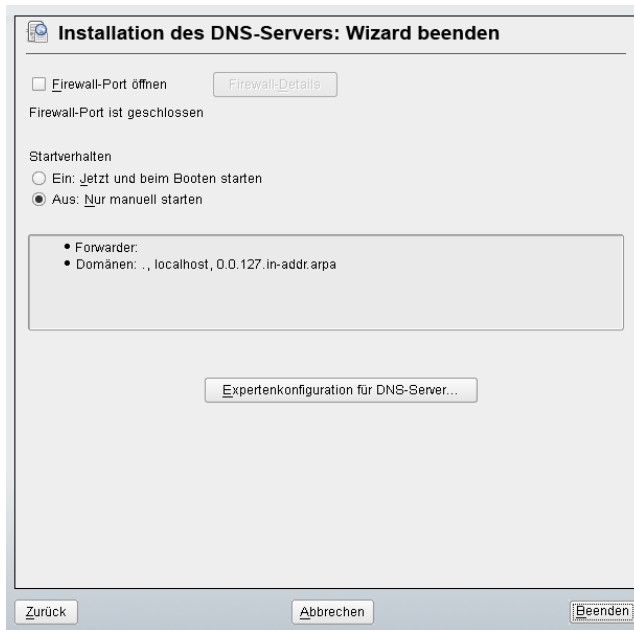 Installation des DNS-Servers: Wizard beenden
Firewall-Port öffnen
Firewall-Details
Firewall-Port ist geschlossen
Startverhalten
Ein: Jetzt und beim Booten starten
Aus: Nur manuell starten
• Forwarder:
• Domänen: ., localhost, 0.0.127.in-addr.arpa
Expertenkonfiguration für DNS-Server...
Zurück
Abbrechen
Beenden